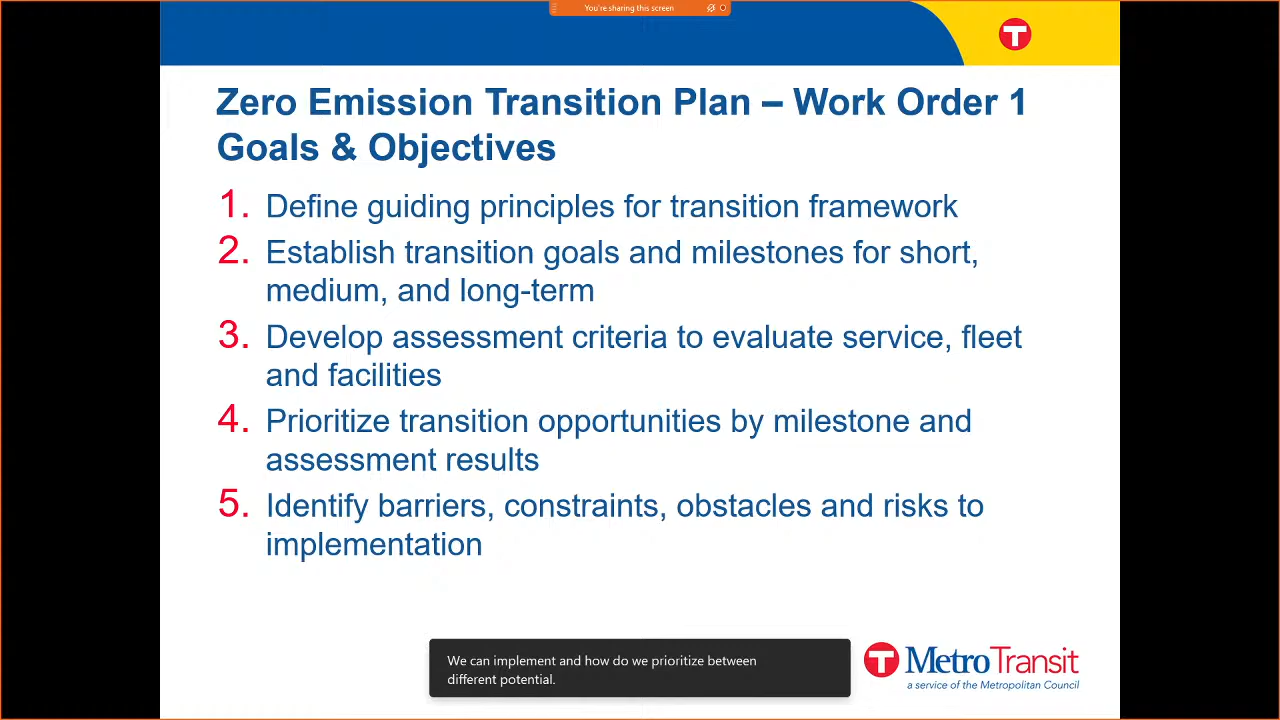 You're sharing this screen
T
Zero Emission Transition Plan – Work Order 1
Goals & Objectives
1. Define guiding principles for transition framework
2. Establish transition goals and milestones for short,
medium, and long-term
3. Develop assessment criteria to evaluate service, fleet
and facilities
4. Prioritize transition opportunities by milestone and
assessment results
5. Identify barriers, constraints, obstacles and risks to
implementation
We can implement and how do we prioritize between
different potential.
T MetroTransit
a service of the Metropolitan Council